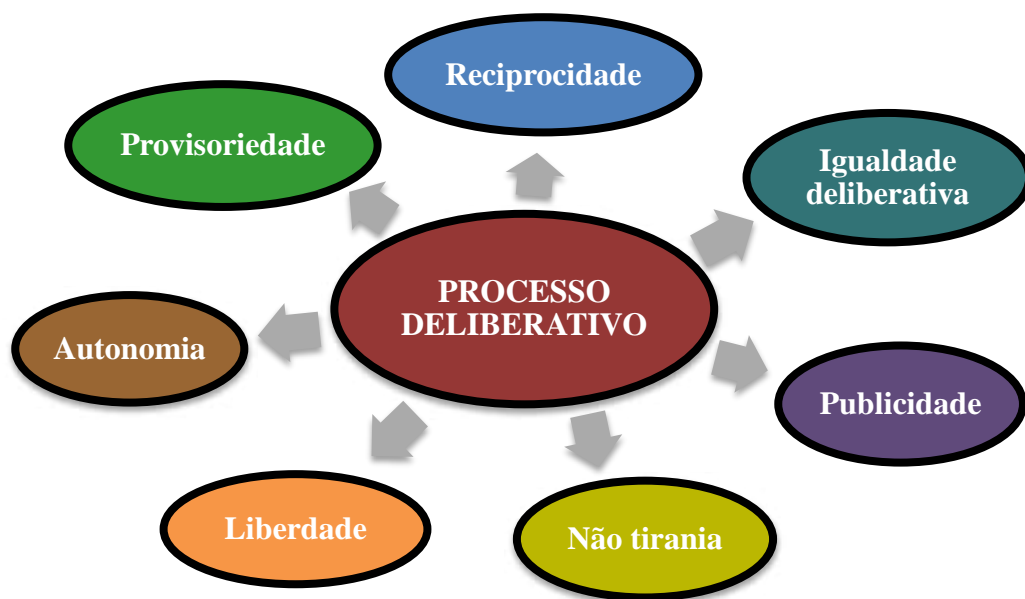 Reciprocidade
Provisoriedade
Igualdade
deliberativa
PROCESSO
DELIBERATIVO
Autonomia
Publicidade
Liberdade
Não tirania